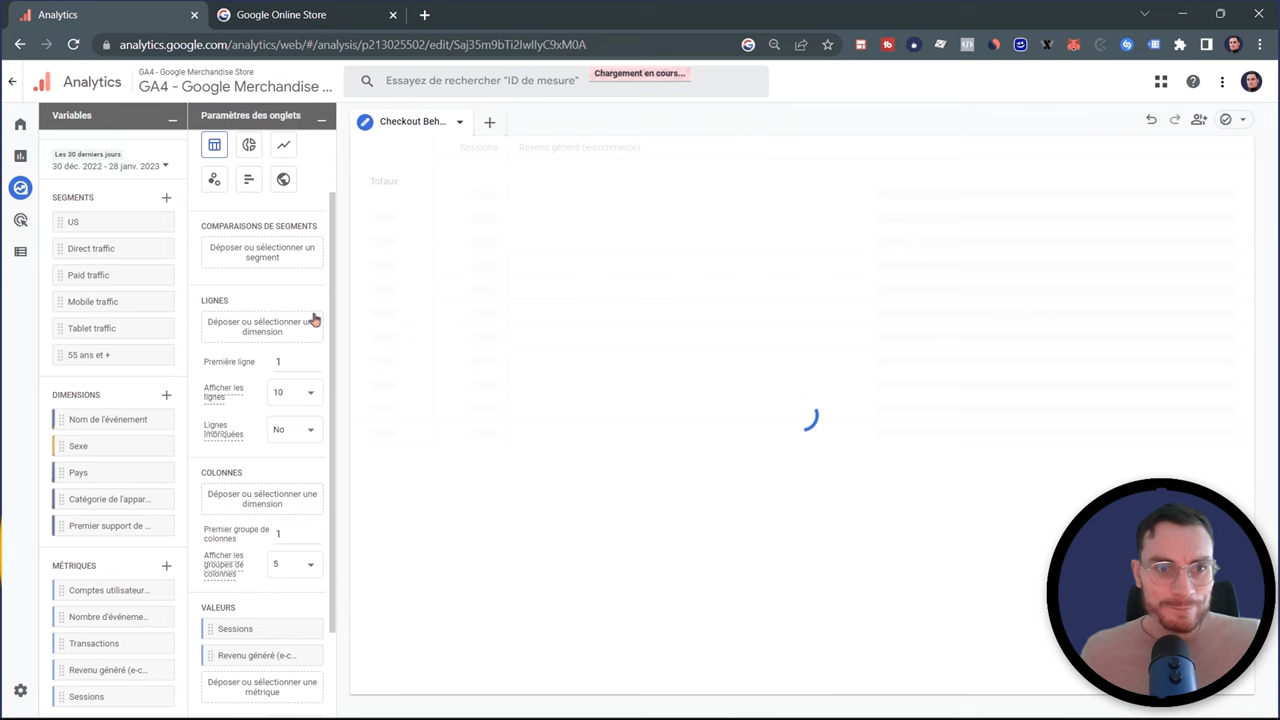 Analytics
Google Online Store
analytics.google.com/analytics/web/#/analysis/p213025502/edit/Saj35m9bTi2IwIlyC9xM0A
Analytics
GA4 - Google Merchandise Store
GA4 - Google Merchandise ...
Essayez de rechercher "ID de mesure"
Chargement en cours...
Variables
Paramètres des onglets
Checkout Beh...
Les 30 derniers jours
30 déc. 2022 - 28 janv. 2023
SEGMENTS
US
Direct traffic
Paid traffic
Mobile traffic
Tablet traffic
55 ans et +
DIMENSIONS
Nom de l'événement
Sexe
Pays
Catégorie de l'appar...
Premier support de ...
MÉTRIQUES
Comptes utilisateur...
Nombre d'événeme...
Transactions
Revenu généré (e-c...
Sessions
COMPARAISONS DE SEGMENTS
Déposer ou sélectionner un
segment
LIGNES
Déposer ou sélectionner une
dimension
Première ligne
1
Afficher les
lignes
10
Lignes
imbriquées
No
COLONNES
Déposer ou sélectionner une
dimension
Premier groupe de
colonnes
1
Afficher les
groupes de
colonnes
5
VALEURS
Sessions
Revenu généré (e-c...
Déposer ou sélectionner une
métrique
Sessions
Revenu généré (e-commerce)
Totaux